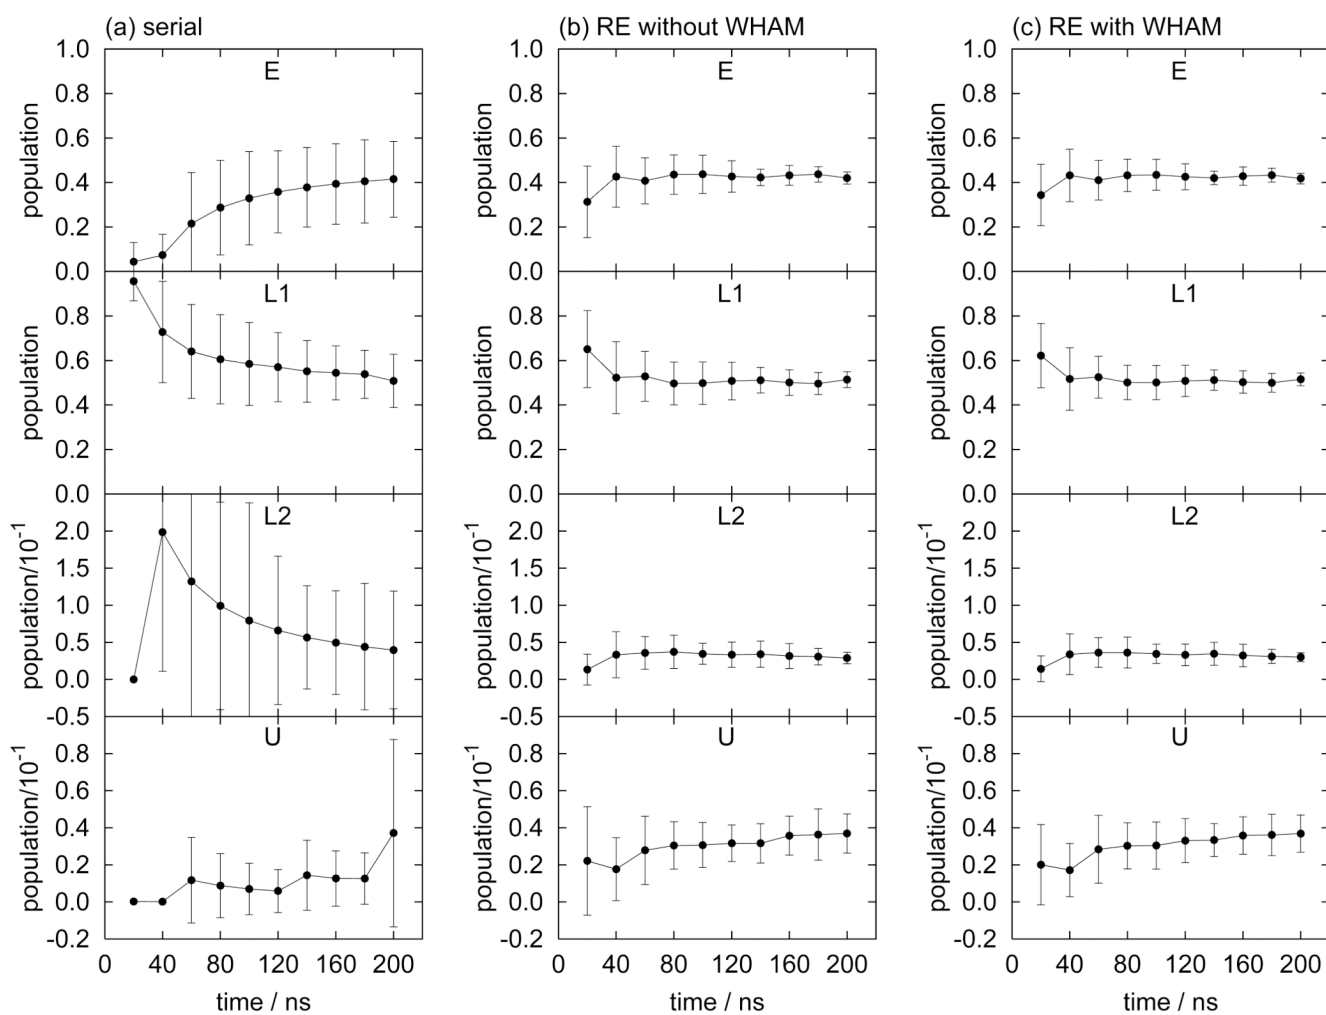 (a) serial
(b) RE without WHAM
(c) RE with WHAM
1.0 E 1.0 E 1.0 E
0.8 0.8 0.8
0.6 0.6 0.6
population population population
0.4 0.4 0.4
0.2 0.2 0.2
0.0 0.0 0.0
L1 L1 L1
0.8 0.8 0.8
0.6 0.6 0.6
population population population
0.4 0.4 0.4
0.2 0.2 0.2
0.0 0.0 0.0
L2 L2 L2
2.0 2.0 2.0
1.5 1.5 1.5
population/10⁻¹ population/10⁻¹ population/10⁻¹
1.0 1.0 1.0
0.5 0.5 0.5
0.0 0.0 0.0
-0.5 -0.5 -0.5
U U U
0.8 0.8 0.8
0.6 0.6 0.6
population/10⁻¹ population/10⁻¹ population/10⁻¹
0.4 0.4 0.4
0.2 0.2 0.2
0.0 0.0 0.0
-0.2 -0.2 -0.2
0 40 80 120 160 200 0 40 80 120 160 200 0 40 80 120 160 200
time / ns time / ns time / ns